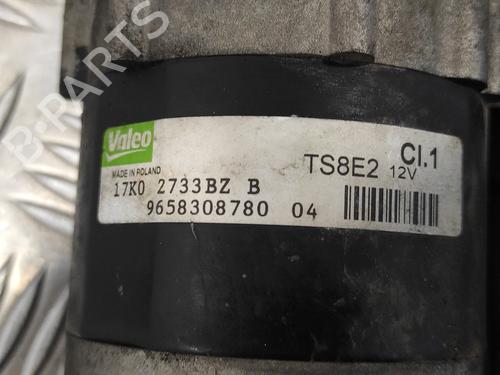 B-PARTS
Valeo
MADE IN POLAND
TS8E2 12V Cl.1
17K0 2733BZ B
9658308780 04